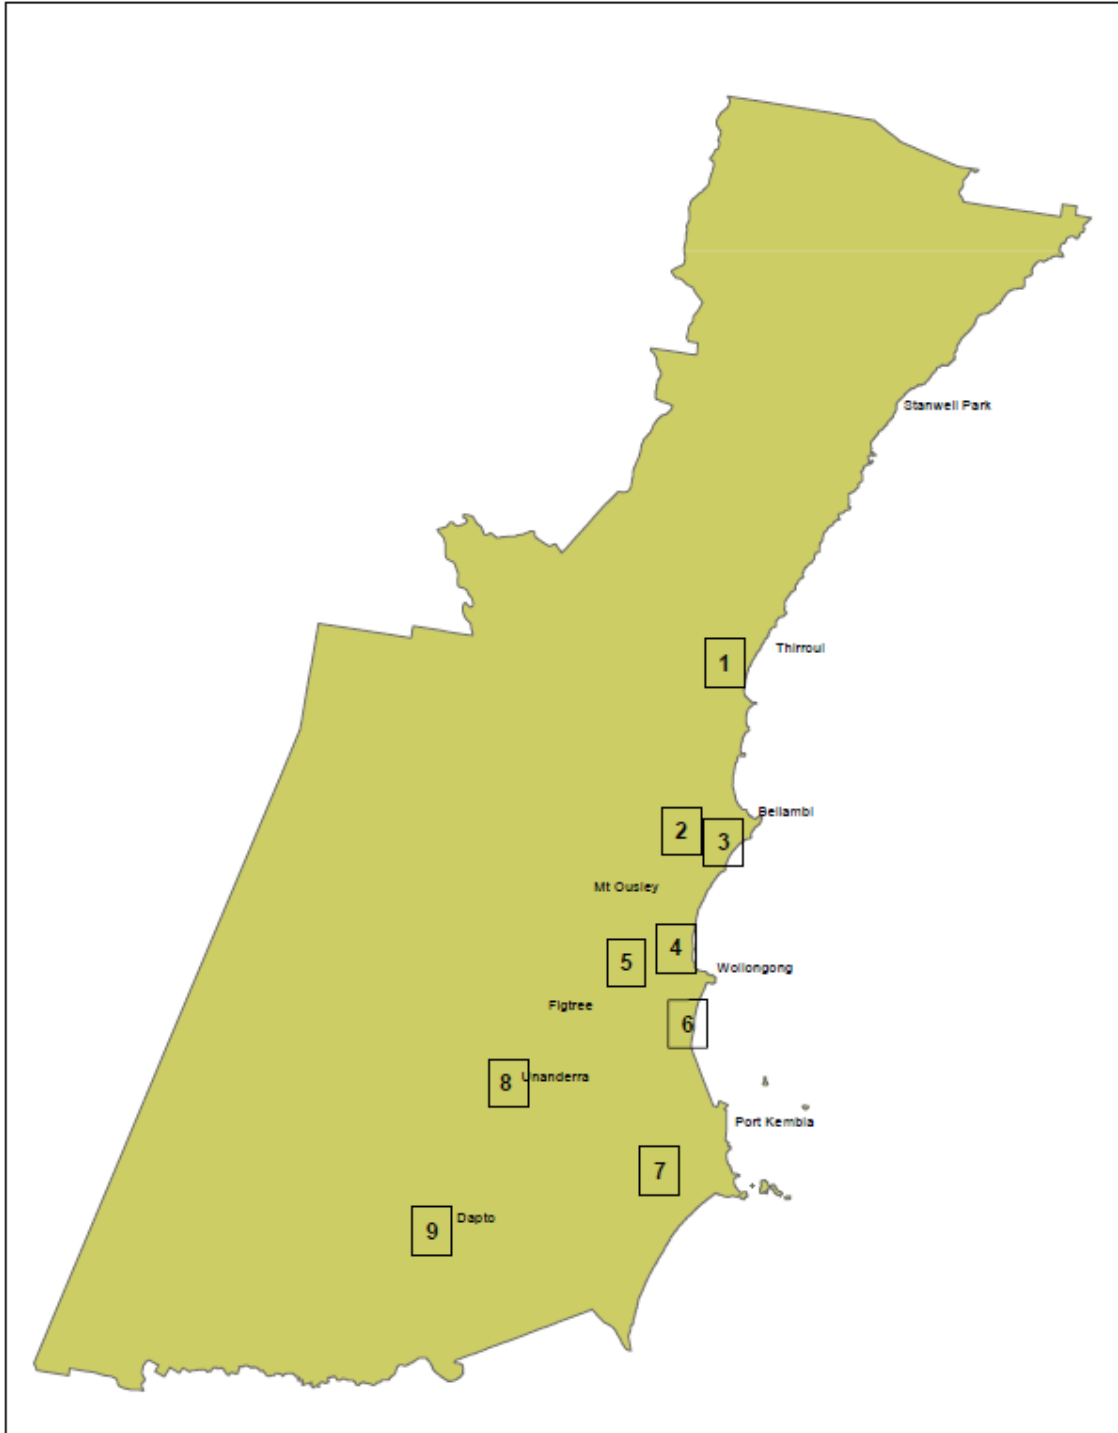 Stanwell Park
1
Thirroul
Bellambi
2
3
Mt Ousley
4
5
Wollongong
Figtree
6
8
Unanderra
Port Kembla
7
Dapto
9